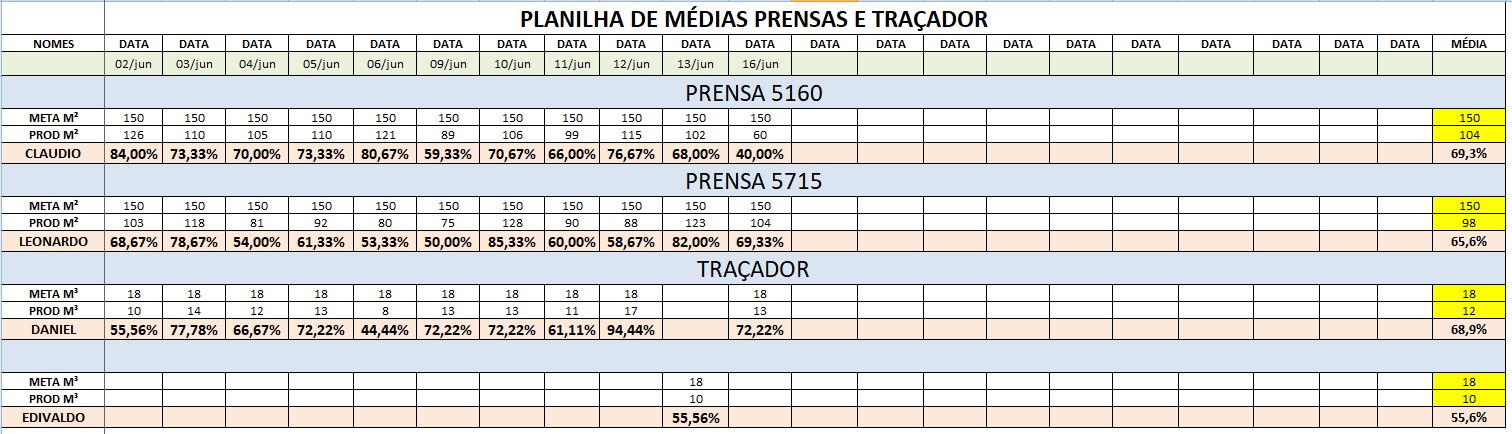 PLANILHA DE MÉDIAS PRENSAS E TRAÇADOR
NOMES DATA DATA DATA DATA DATA DATA DATA DATA DATA DATA DATA DATA DATA DATA DATA DATA DATA DATA DATA DATA DATA MÉDIA
02/jun 03/jun 04/jun 05/jun 06/jun 09/jun 10/jun 11/jun 12/jun 13/jun 16/jun
PRENSA 5160
META M² 150 150 150 150 150 150 150 150 150 150 150 150
PROD M² 126 110 105 110 121 89 106 99 115 102 60 104
CLAUDIO 84,00% 73,33% 70,00% 73,33% 80,67% 59,33% 70,67% 66,00% 76,67% 68,00% 40,00% 69,3%
PRENSA 5715
META M² 150 150 150 150 150 150 150 150 150 150 150 150
PROD M² 103 118 81 92 80 75 128 90 88 123 104 98
LEONARDO 68,67% 78,67% 54,00% 61,33% 53,33% 50,00% 85,33% 60,00% 58,67% 82,00% 69,33% 65,6%
TRAÇADOR
META M³ 18 18 18 18 18 18 18 18 18 18 18
PROD M³ 10 14 12 13 8 13 13 11 17 13 12
DANIEL 55,56% 77,78% 66,67% 72,22% 44,44% 72,22% 72,22% 61,11% 94,44% 72,22% 68,9%
META M³ 18 18
PROD M³ 10 10
EDIVALDO 55,56% 55,6%